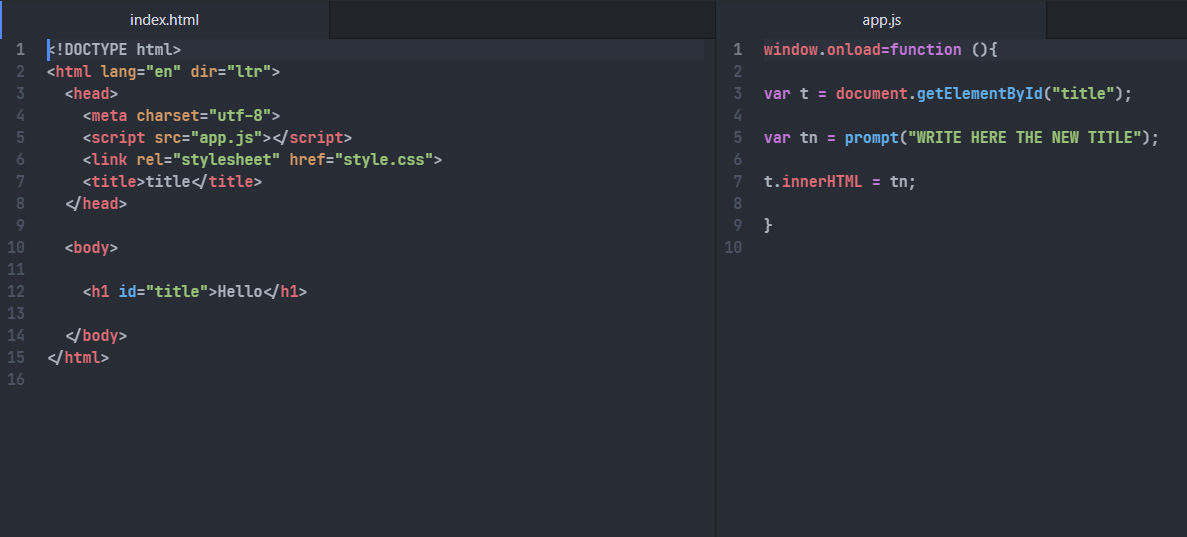 index.html
1 <!DOCTYPE html>
2 <html lang="en" dir="ltr">
3   <head>
4     <meta charset="utf-8">
5     <script src="app.js"></script>
6     <link rel="stylesheet" href="style.css">
7     <title>title</title>
8   </head>
9
10   <body>
11
12     <h1 id="title">Hello</h1>
13
14   </body>
15 </html>
16
app.js
1 window.onload=function (){
2
3 var t = document.getElementById("title");
4
5 var tn = prompt("WRITE HERE THE NEW TITLE");
6
7 t.innerHTML = tn;
8
9 }
10